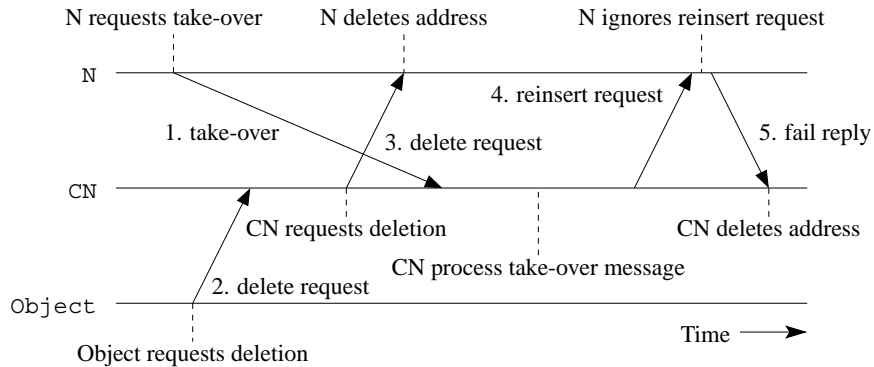 N requests take-over
N deletes address
N ignores reinsert request
N
4. reinsert request
1. take-over
3. delete request
5. fail reply
CN
CN requests deletion
CN deletes address
CN process take-over message
2. delete request
Object
Time
Object requests deletion